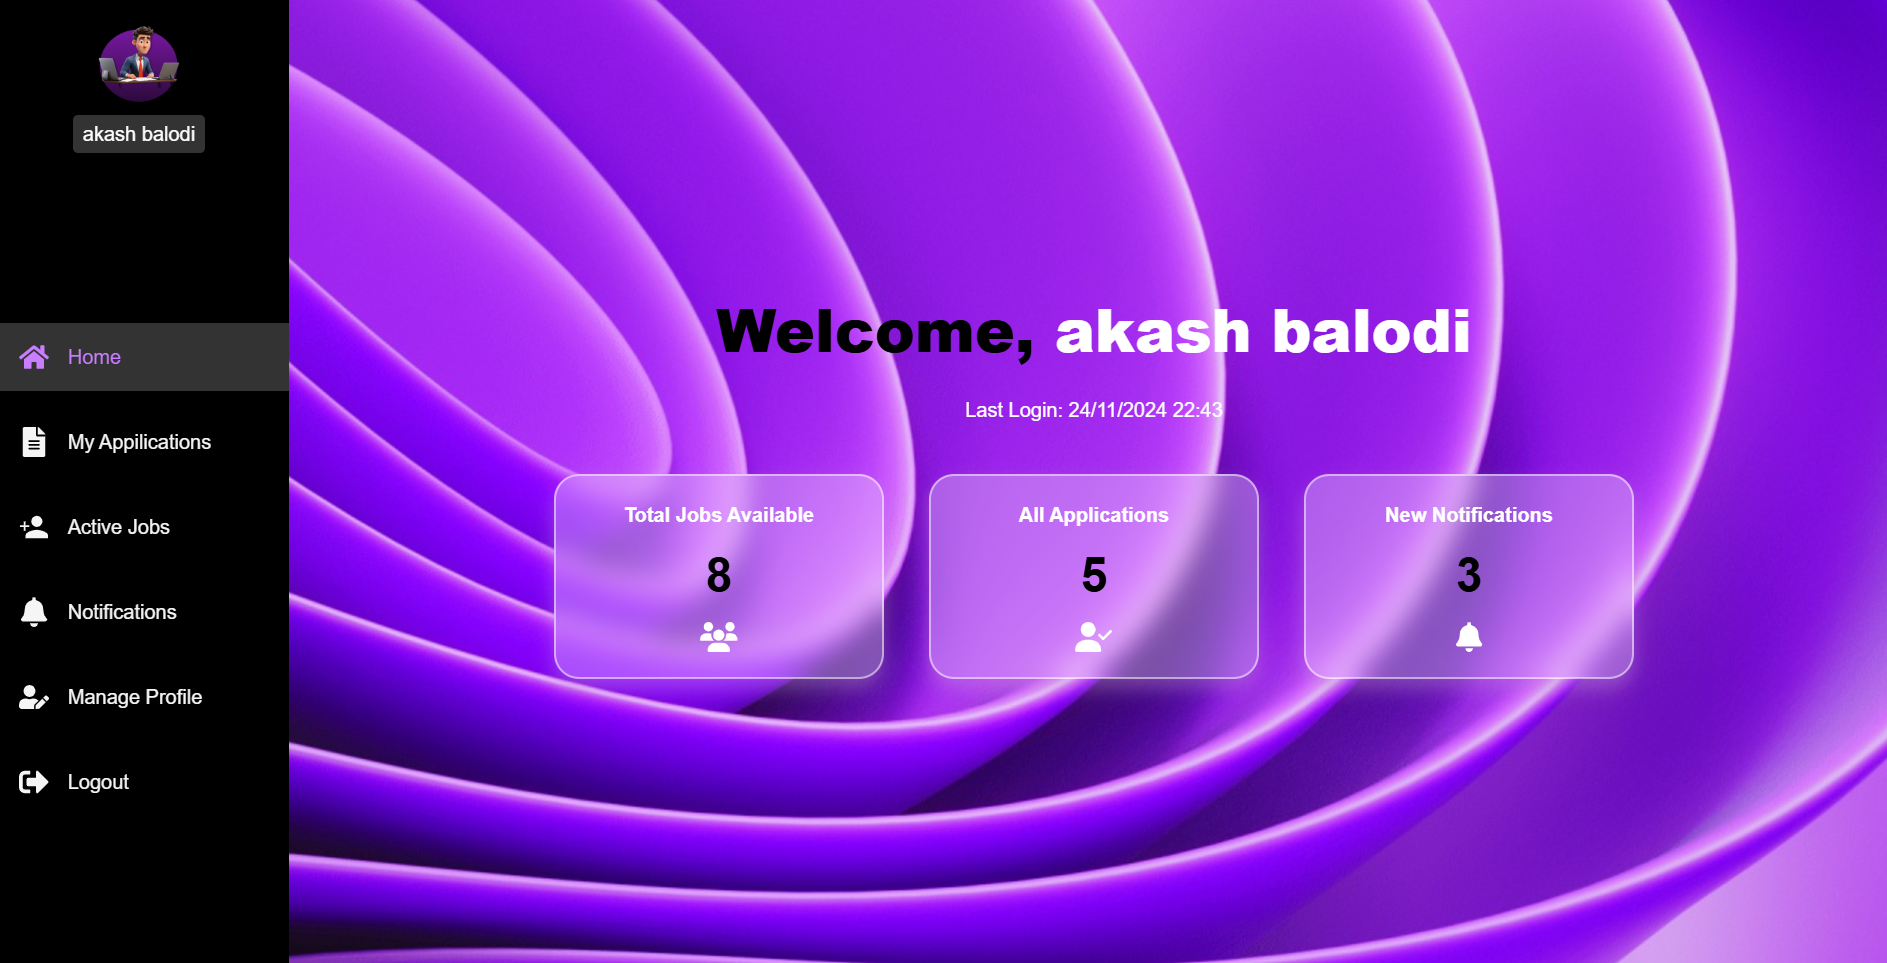 akash balodi
Home
My Appilications
Active Jobs
Notifications
Manage Profile
Logout
Welcome, akash balodi
Last Login: 24/11/2024 22:43
Total Jobs Available
8
All Applications
5
New Notifications
3